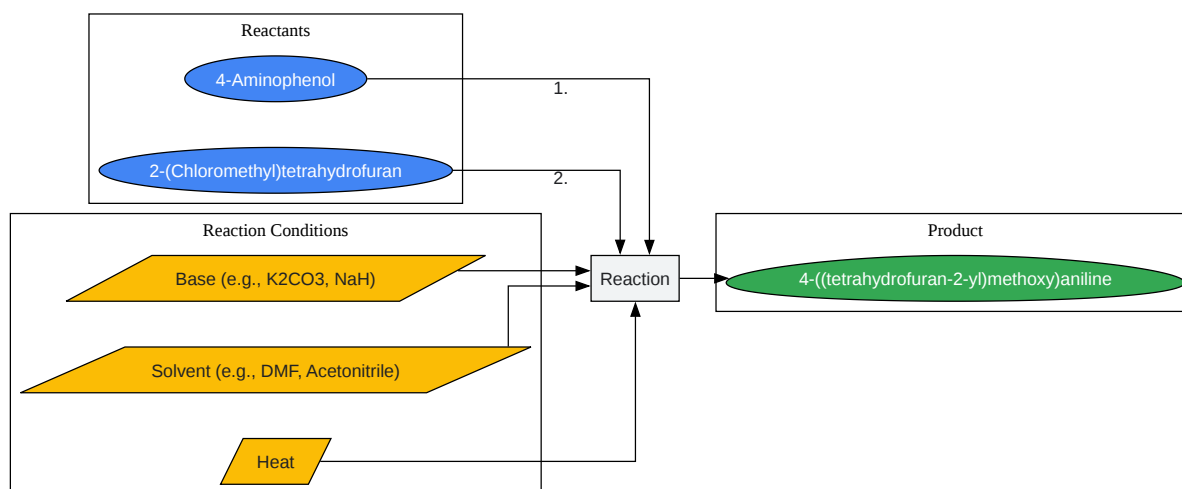 Reactants
4-Aminophenol
1.
2-(Chloromethyl)tetrahydrofuran
2.
Reaction Conditions
Base (e.g., K2CO3, NaH)
Solvent (e.g., DMF, Acetonitrile)
Heat
Reaction
Product
4-((tetrahydrofuran-2-yl)methoxy)aniline